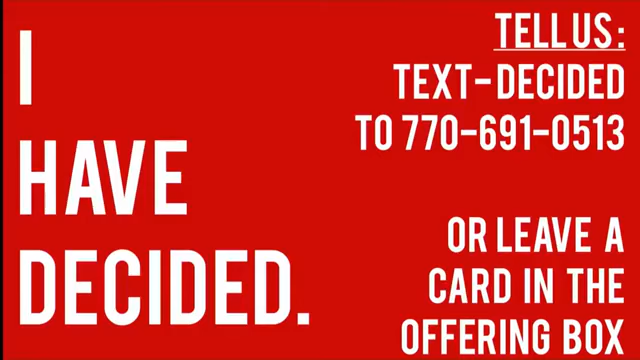 I
HAVE
DECIDED.
TELL US:
TEXT-DECIDED
TO 770-691-0513
OR LEAVE A
CARD IN THE
OFFERING BOX